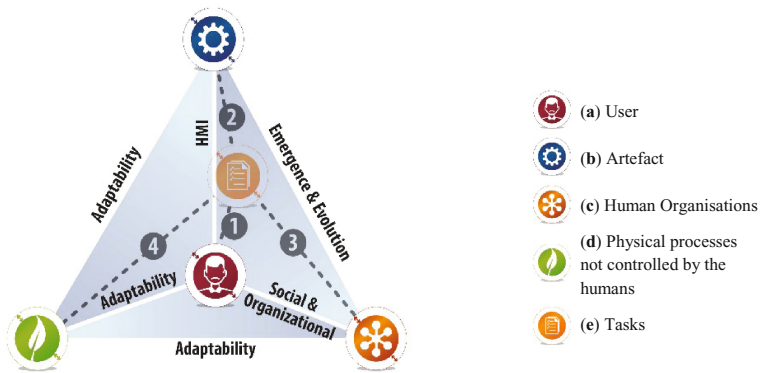 Adaptability
HMI
Emergence & Evolution
2
1
4
3
Adaptability
Social &
Organizational
Adaptability
(a) User
(b) Artefact
(c) Human Organisations
(d) Physical processes
not controlled by the
humans
(e) Tasks